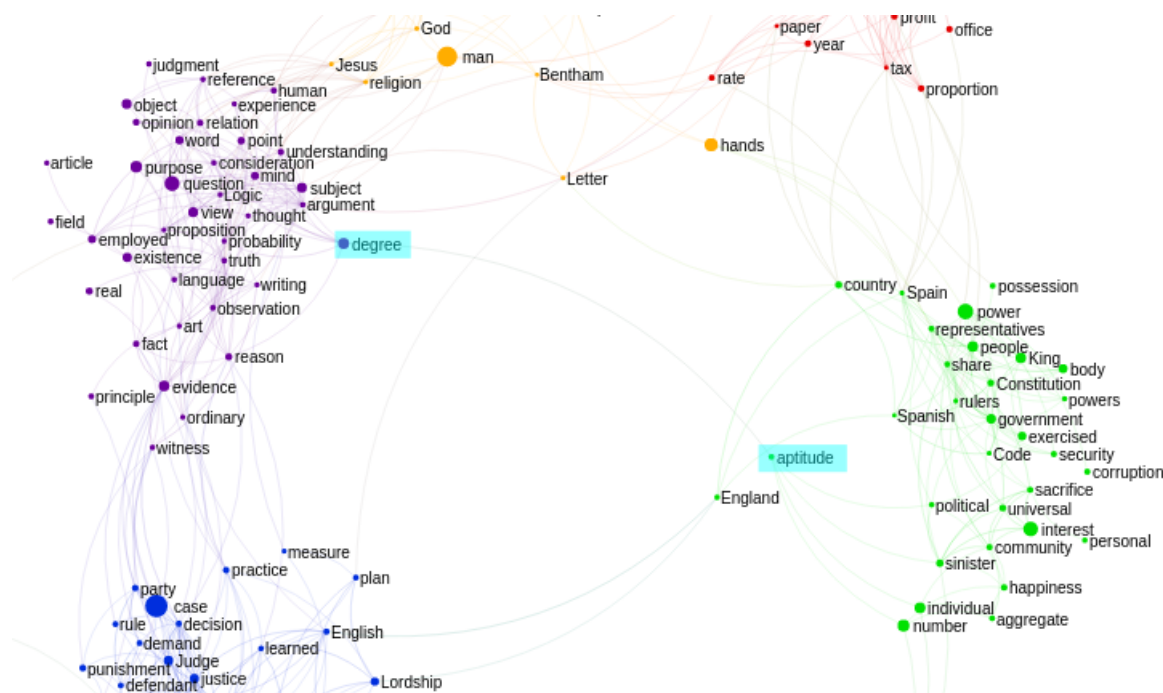 God
man
Jesus
religion
Bentham
paper
year
rate
profit
office
tax
proportion
hands
Letter
judgment
reference
human
object
experience
opinion
relation
word
point
understanding
article
purpose
consideration
question
mind
Logic
subject
argument
view
thought
field
proposition
employed
probability
degree
existence
truth
language
writing
real
observation
art
fact
reason
evidence
principle
ordinary
witness
country
Spain
possession
power
representatives
people
King
share
body
Constitution
rulers
powers
Spanish
government
exercised
Code
security
aptitude
corruption
England
sacrifice
political
universal
interest
personal
community
sinister
happiness
individual
aggregate
number
measure
practice
plan
party
case
rule
decision
English
demand
learned
Judge
punishment
justice
defendant
Lordship